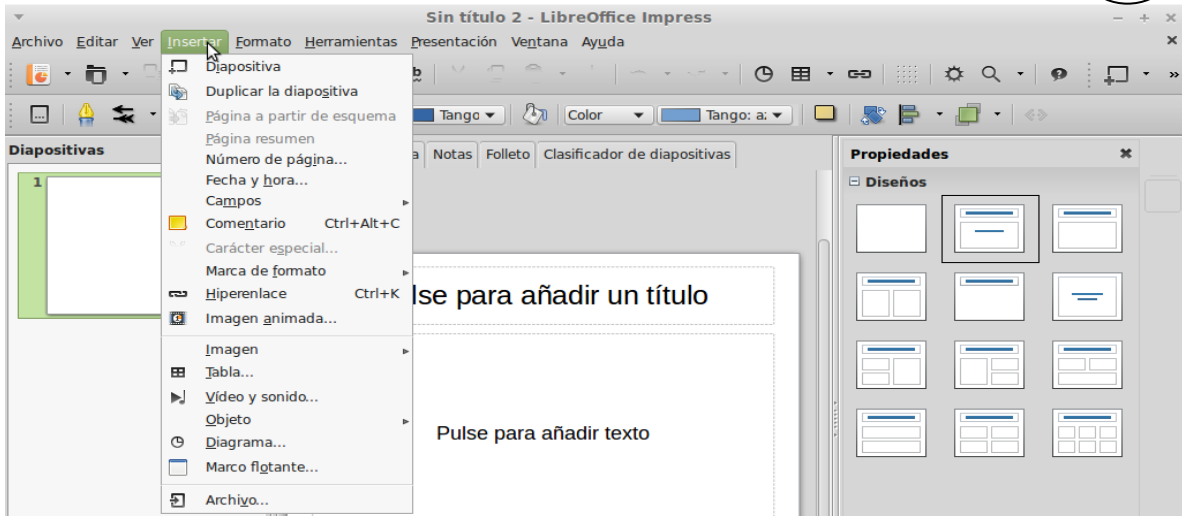 Sin título 2 - LibreOffice Impress
Archivo Editar Ver Insertar Formato Herramientas Presentación Ventana Ayuda
Diapositiva
Duplicar la diapositiva
Página a partir de esquema
Página resumen
Número de página...
Fecha y hora...
Campos
Comentario Ctrl+Alt+C
Carácter especial...
Marca de formato
Hiperenlace Ctrl+K
Imagen animada...
Imagen
Tabla...
Vídeo y sonido...
Objeto
Diagrama...
Marco flotante...
Archivo...
Tango Color Tango: a:
Diapositivas
1
a Notas Folleto Clasificador de diapositivas
lse para añadir un título
Pulse para añadir texto
Propiedades
Diseños